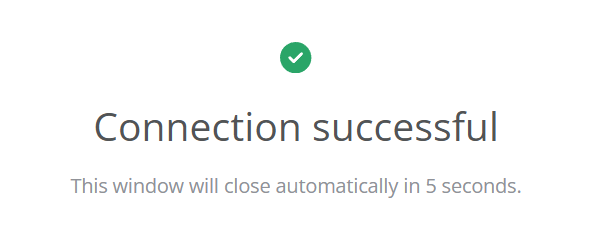 Connection successful
This window will close automatically in 5 seconds.